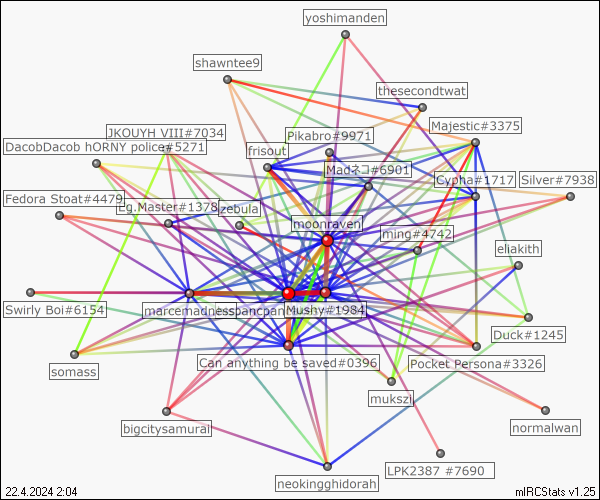 yoshimanden
shawntee9
thesecondtwat
Majestic#3375
JKOUYH VIII#7034
Pikabro#9971
DacobDacob hORNY police#5271
frisout
Madネコ#6901
Cypha#1717
Silver#7938
Fedora Stoat#4479
Eg.Master#1378
zebula
moonraven
ming#4742
eliakith
Swirly Boi#6154
marcemadness
Mushy#1984
Duck#1245
Can anything be saved#0396
Pocket Persona#3326
somass
mukszi
bigcitysamurai
normalwan
neokingghidorah
LPK2387 #7690
22.4.2024 2:04
mIRCStats v1.25